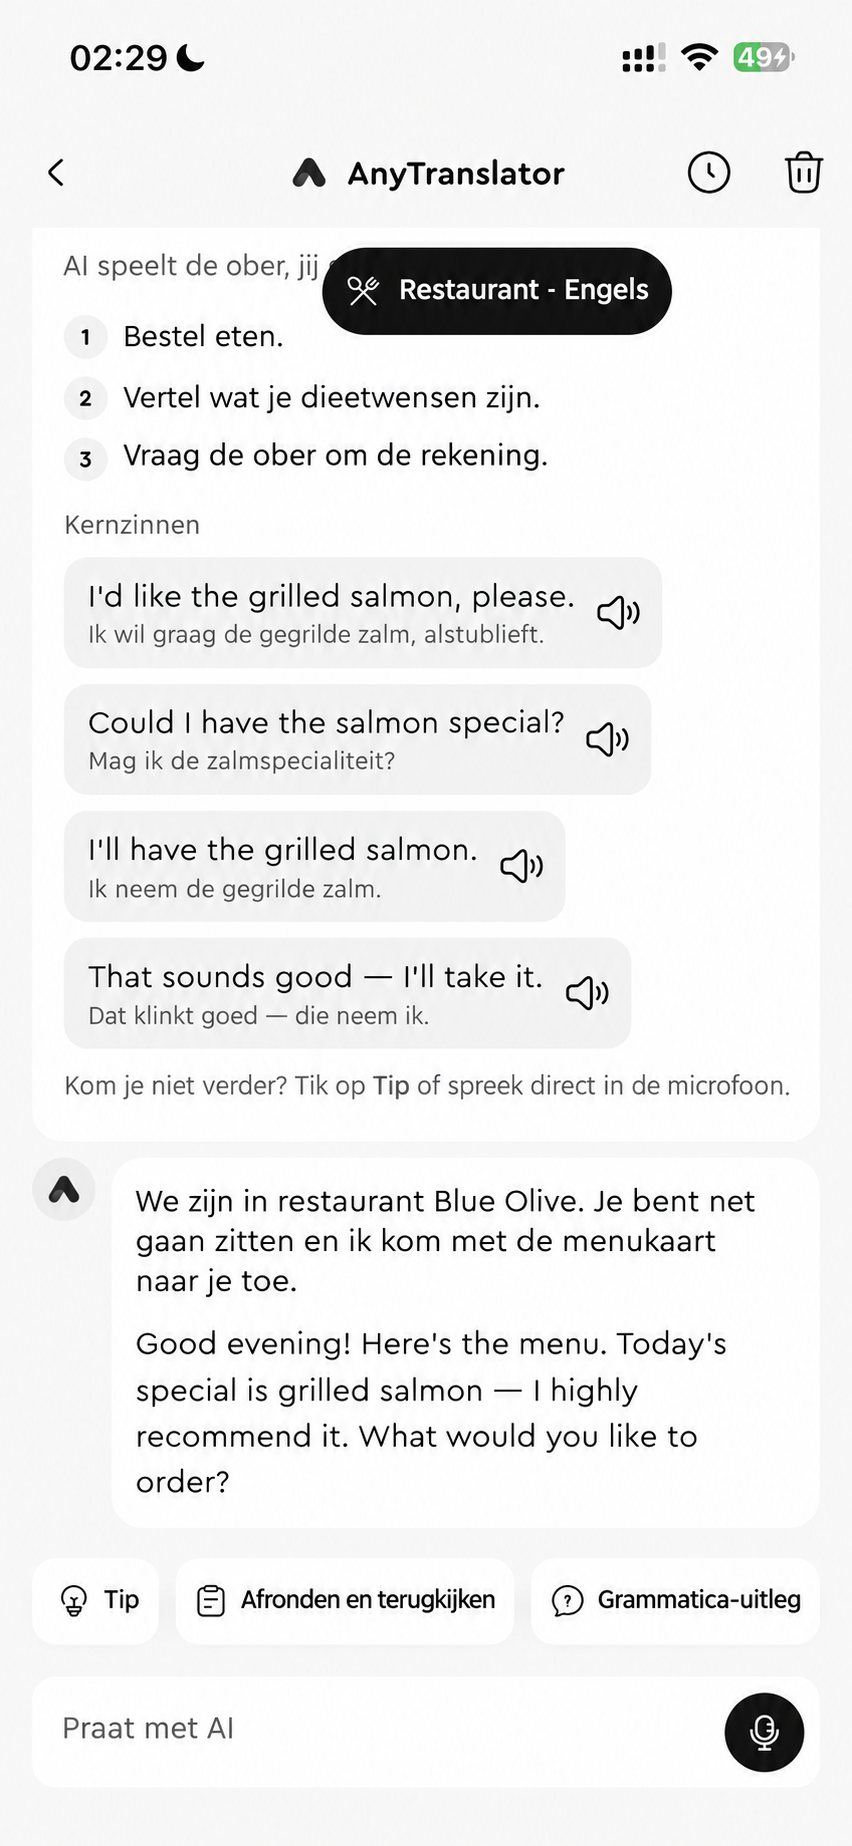 02:29
49
AnyTranslator
AI speelt de ober, jij
Restaurant - Engels
1 Bestel eten.
2 Vertel wat je dieetwensen zijn.
3 Vraag de ober om de rekening.
Kernzinnen
I'd like the grilled salmon, please.
Ik wil graag de gegrilde zalm, alstublieft.
Could I have the salmon special?
Mag ik de zalmspecialiteit?
I'll have the grilled salmon.
Ik neem de gegrilde zalm.
That sounds good — I'll take it.
Dat klinkt goed — die neem ik.
Kom je niet verder? Tik op Tip of spreek direct in de microfoon.
We zijn in restaurant Blue Olive. Je bent net
gaan zitten en ik kom met de menukaart
naar je toe.
Good evening! Here's the menu. Today's
special is grilled salmon — I highly
recommend it. What would you like to
order?
Tip
Afronden en terugkijken
Grammatica-uitleg
Praat met AI